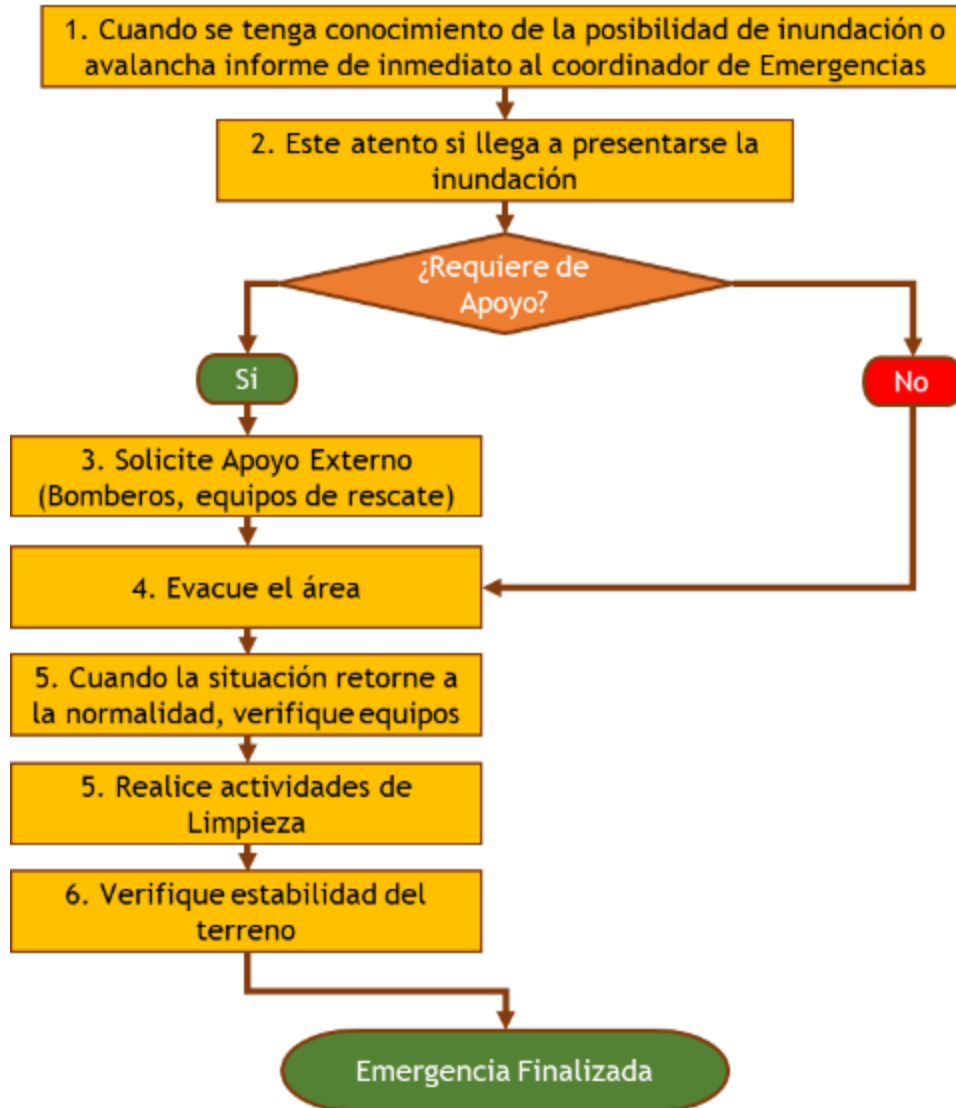 1. Cuando se tenga conocimiento de la posibilidad de inundación o
avalancha informe de inmediato al coordinador de Emergencias
2. Este atento si llega a presentarse la
inundación
¿Requiere de
Apoyo?
Si
No
3. Solicite Apoyo Externo
(Bomberos, equipos de rescate)
4. Evacue el área
5. Cuando la situación retorne a
la normalidad, verifique equipos
5. Realice actividades de
Limpieza
6. Verifique estabilidad del
terreno
Emergencia Finalizada